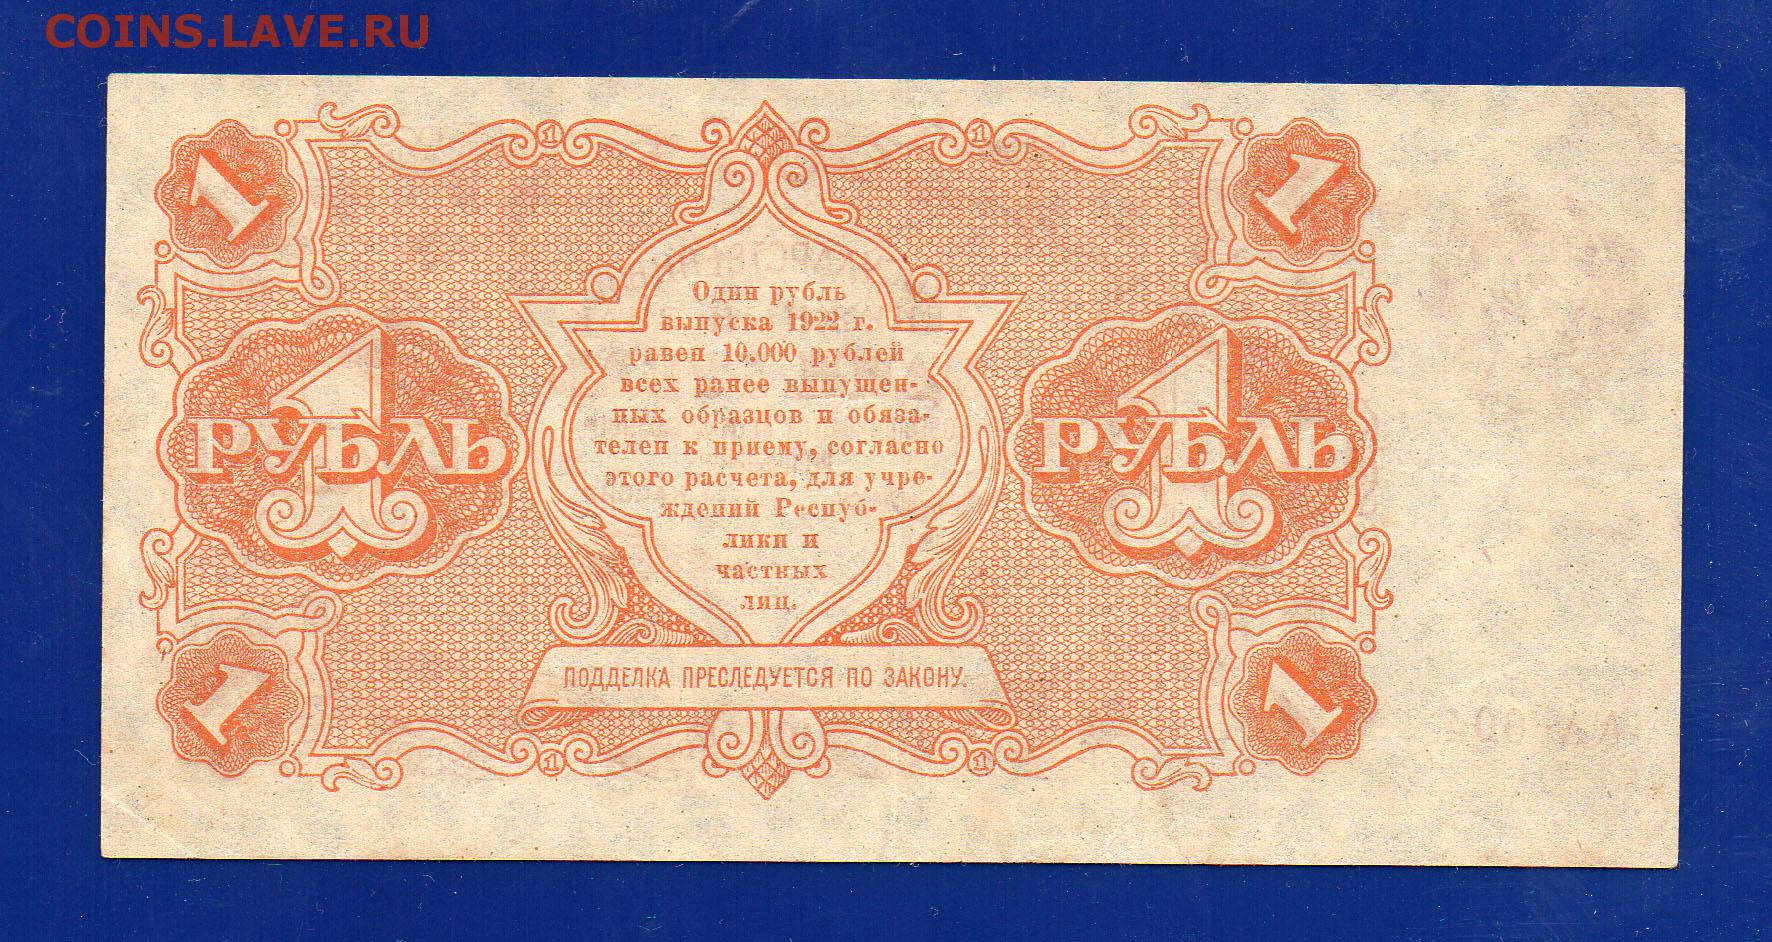 COINS.LAVE.RU
1 1
1 1
Один рубль
выпуска 1922 г.
равен 10.000 рублей
всех ранее выпущен-
ных образцов и обяза-
телен к приему, согласно
этого расчета, для учре-
ждений Респуб-
лики и
частных
лиц.
1 1
РУБЛЬ РУБЛЬ
ПОДДЕЛКА ПРЕСЛЕДУЕТСЯ ПО ЗАКОНУ.
1 1
1 1